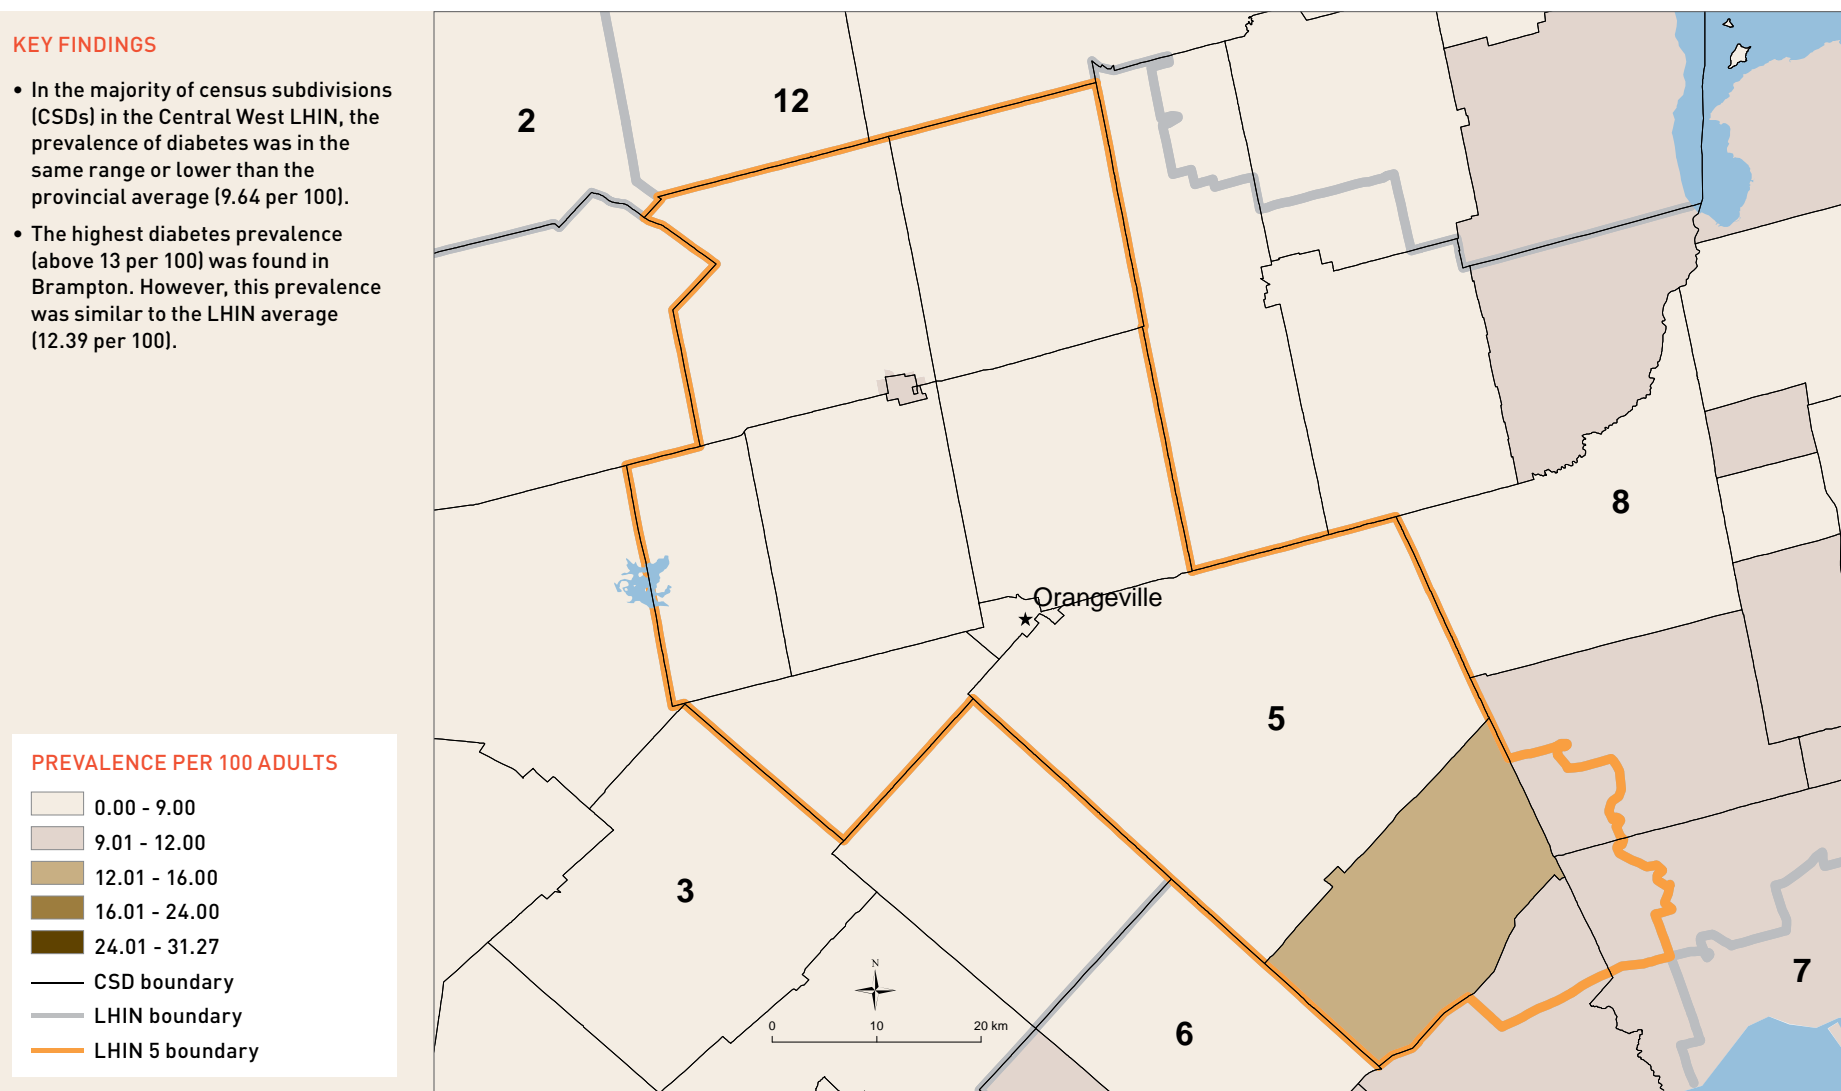 KEY FINDINGS
• In the majority of census subdivisions
(CSDs) in the Central West LHIN, the
prevalence of diabetes was in the
same range or lower than the
provincial average (9.64 per 100).
• The highest diabetes prevalence
(above 13 per 100) was found in
Brampton. However, this prevalence
was similar to the LHIN average
(12.39 per 100).
PREVALENCE PER 100 ADULTS
0.00 - 9.00
9.01 - 12.00
12.01 - 16.00
16.01 - 24.00
24.01 - 31.27
CSD boundary
LHIN boundary
LHIN 5 boundary
2
12
8
Orangeville
5
3
7
6
N
0 10 20 km